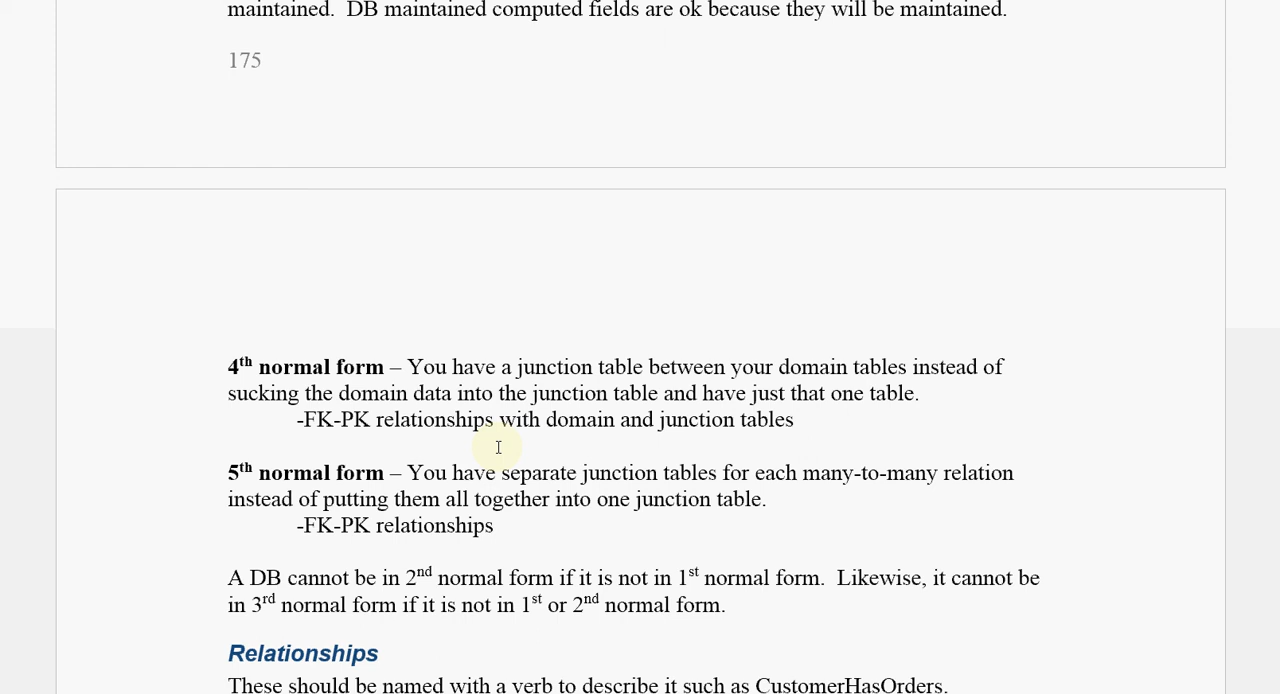 maintained.  DB maintained computed fields are ok because they will be maintained.
175
4th normal form – You have a junction table between your domain tables instead of
sucking the domain data into the junction table and have just that one table.
-FK-PK relationships with domain and junction tables
5th normal form – You have separate junction tables for each many-to-many relation
instead of putting them all together into one junction table.
-FK-PK relationships
A DB cannot be in 2nd normal form if it is not in 1st normal form.  Likewise, it cannot be
in 3rd normal form if it is not in 1st or 2nd normal form.
Relationships
These should be named with a verb to describe it such as CustomerHasOrders.